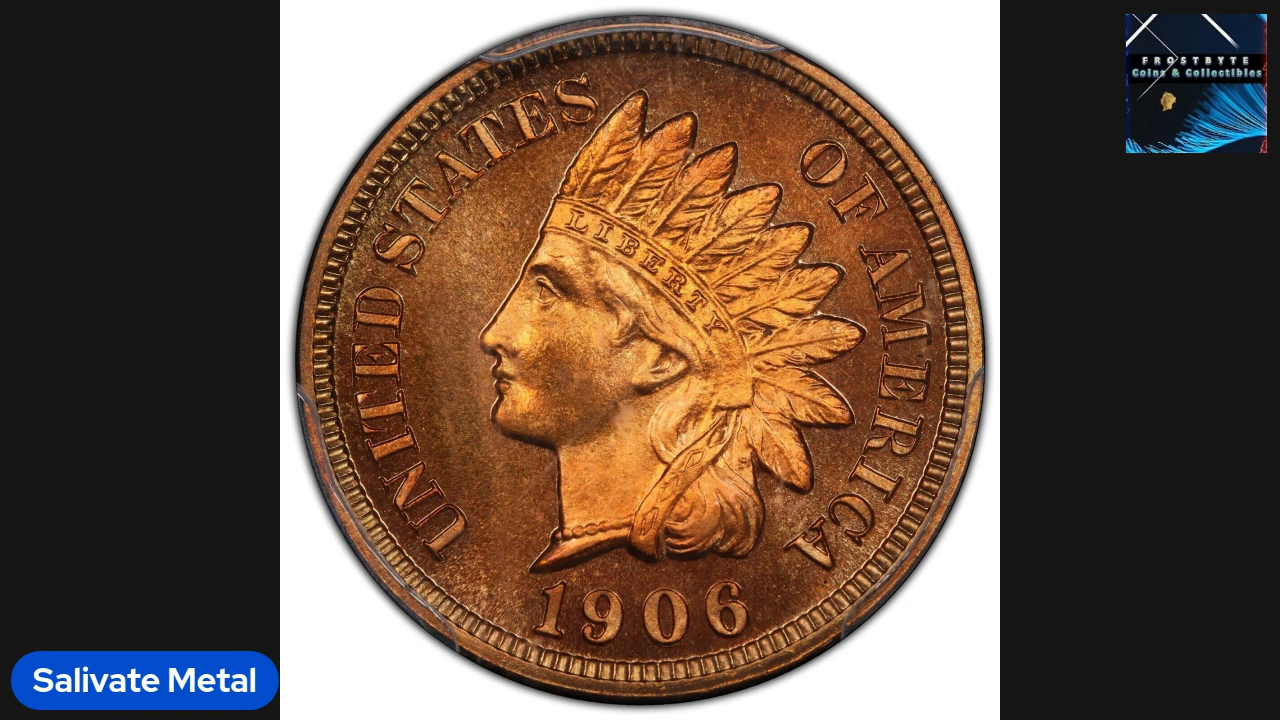 FROSTBYTE
Coins & Collectibles
UNITED STATES OF AMERICA
LIBERTY
1906
Salivate Metal